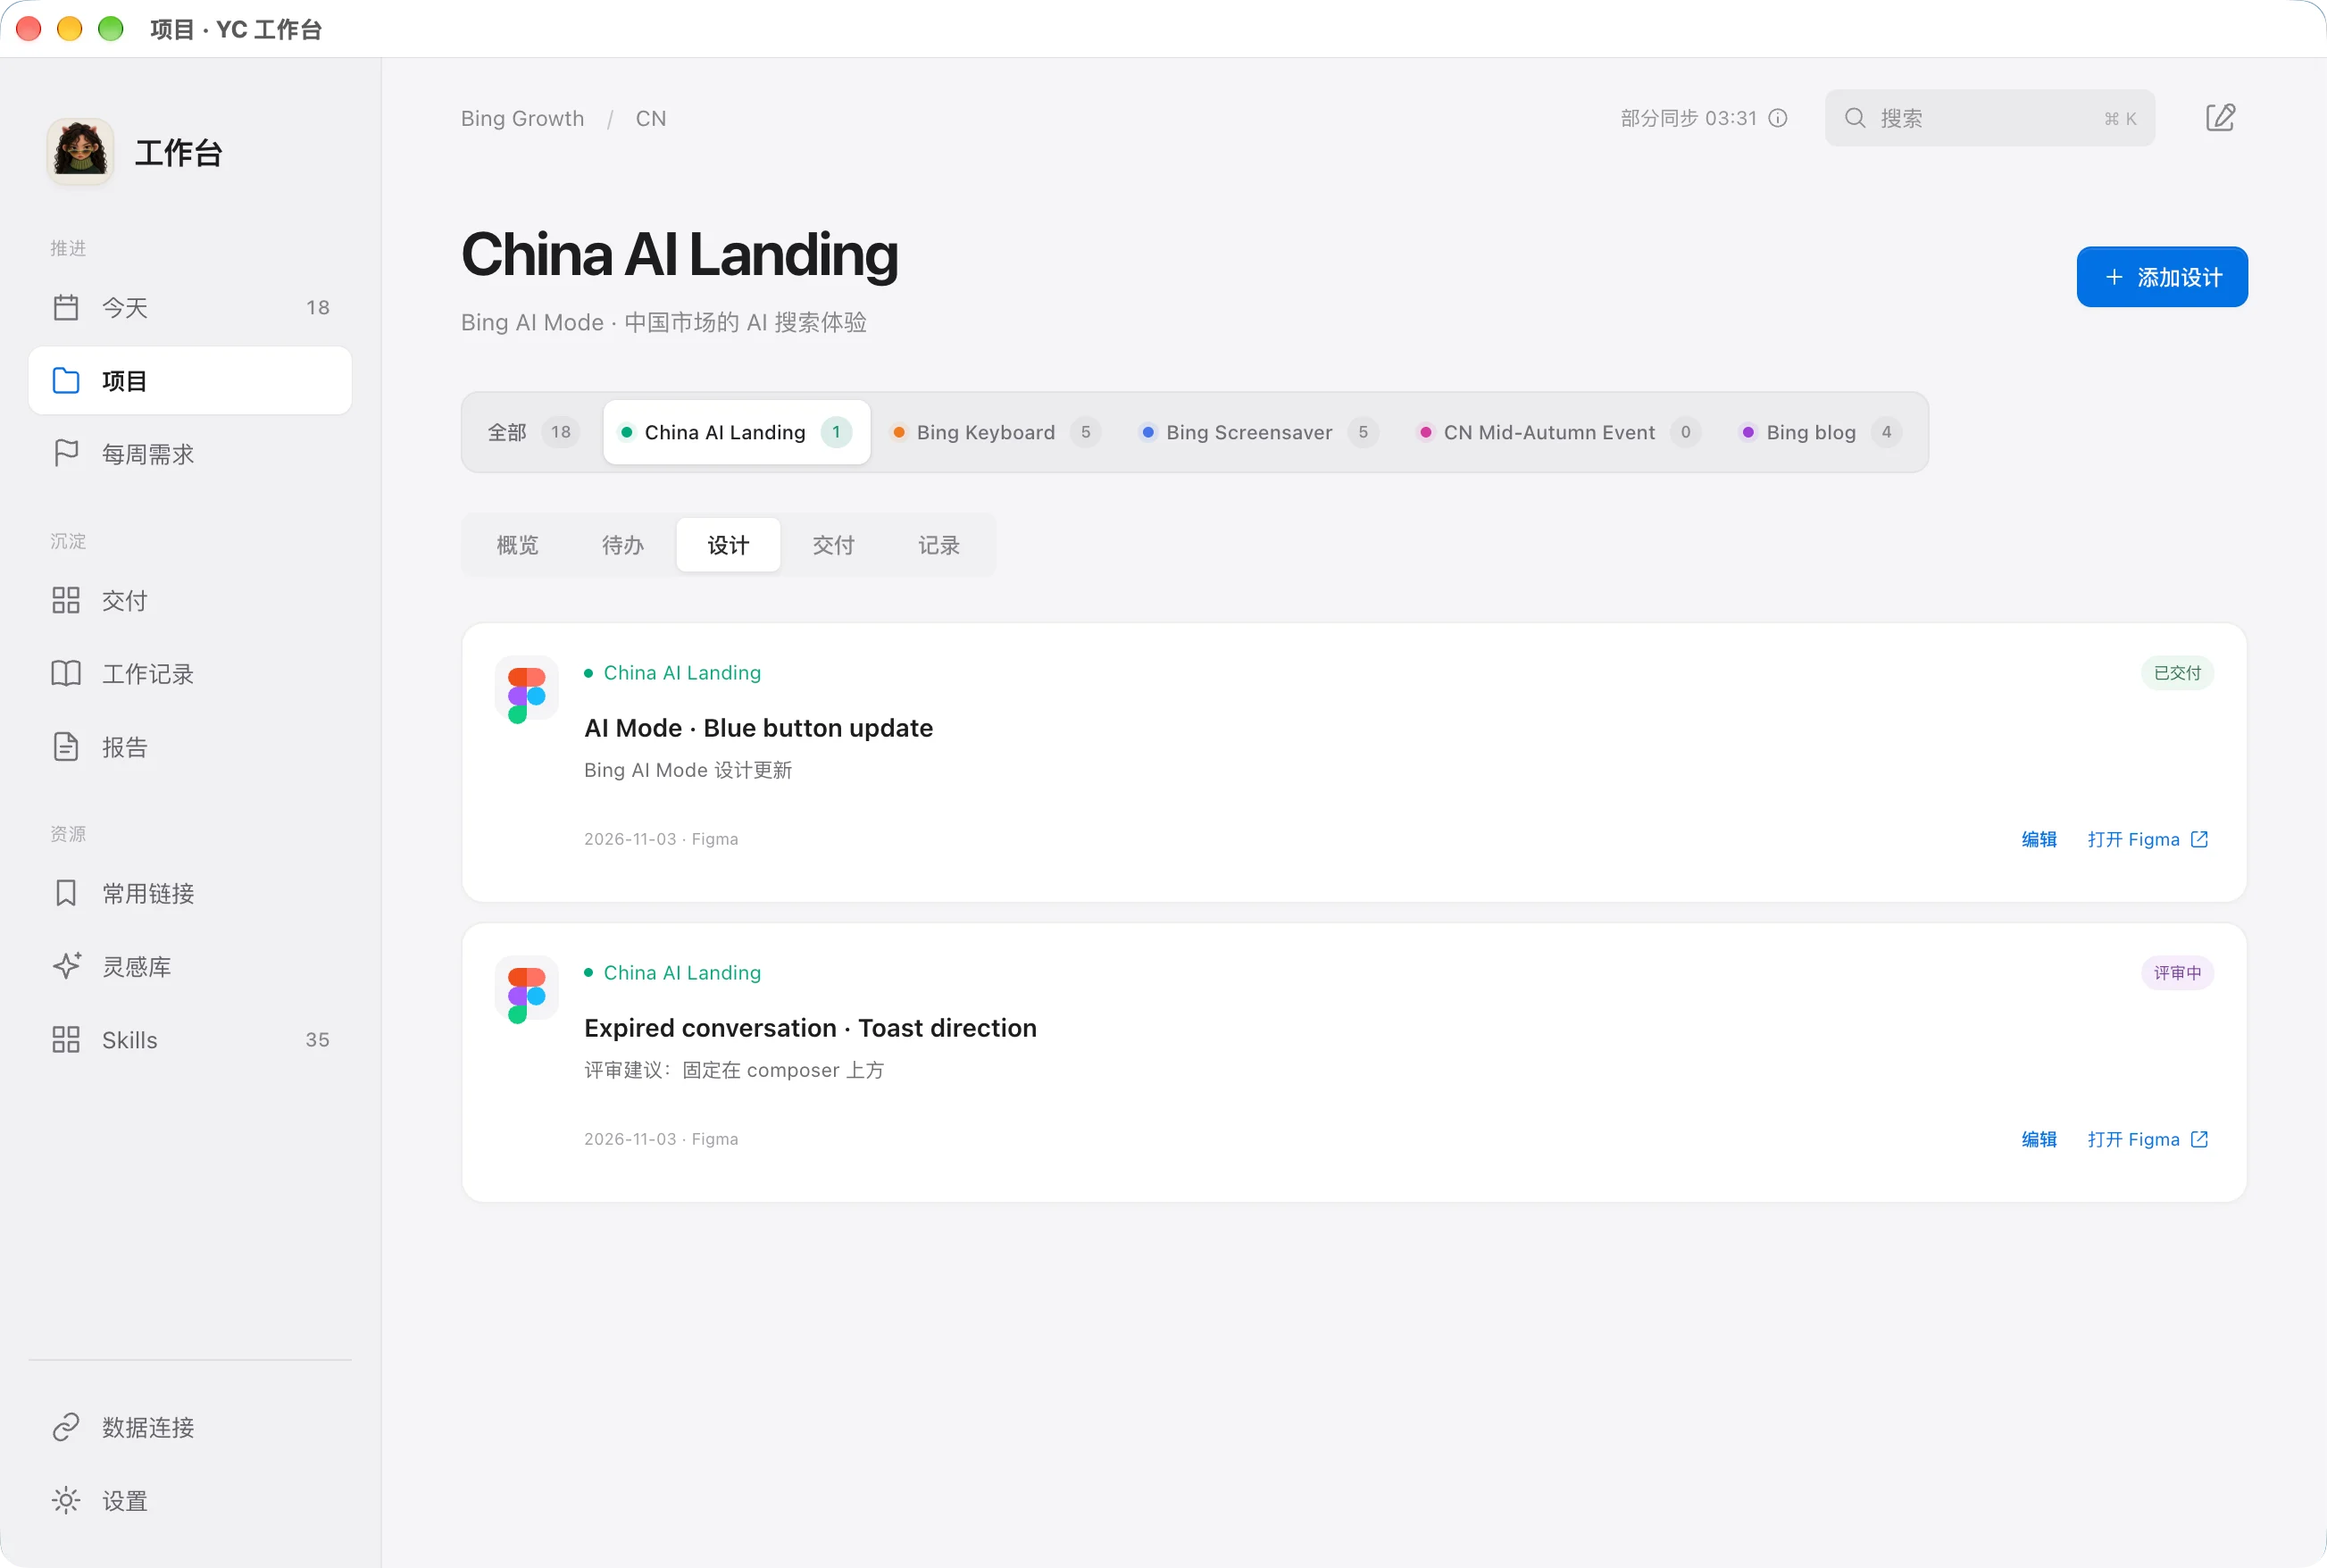 项目 · YC 工作台
工作台
推进
今天 18
项目
每周需求
沉淀
交付
工作记录
报告
资源
常用链接
灵感库
Skills 35
数据连接
设置
Bing Growth / CN
部分同步 03:31
搜索 ⌘ K
China AI Landing
Bing AI Mode · 中国市场的 AI 搜索体验
+ 添加设计
全部 18 China AI Landing 1 Bing Keyboard 5 Bing Screensaver 5 CN Mid-Autumn Event 0 Bing blog 4
概览 待办 设计 交付 记录
China AI Landing 已交付
AI Mode · Blue button update
Bing AI Mode 设计更新
2026-11-03 · Figma 编辑 打开 Figma
China AI Landing 评审中
Expired conversation · Toast direction
评审建议：固定在 composer 上方
2026-11-03 · Figma 编辑 打开 Figma